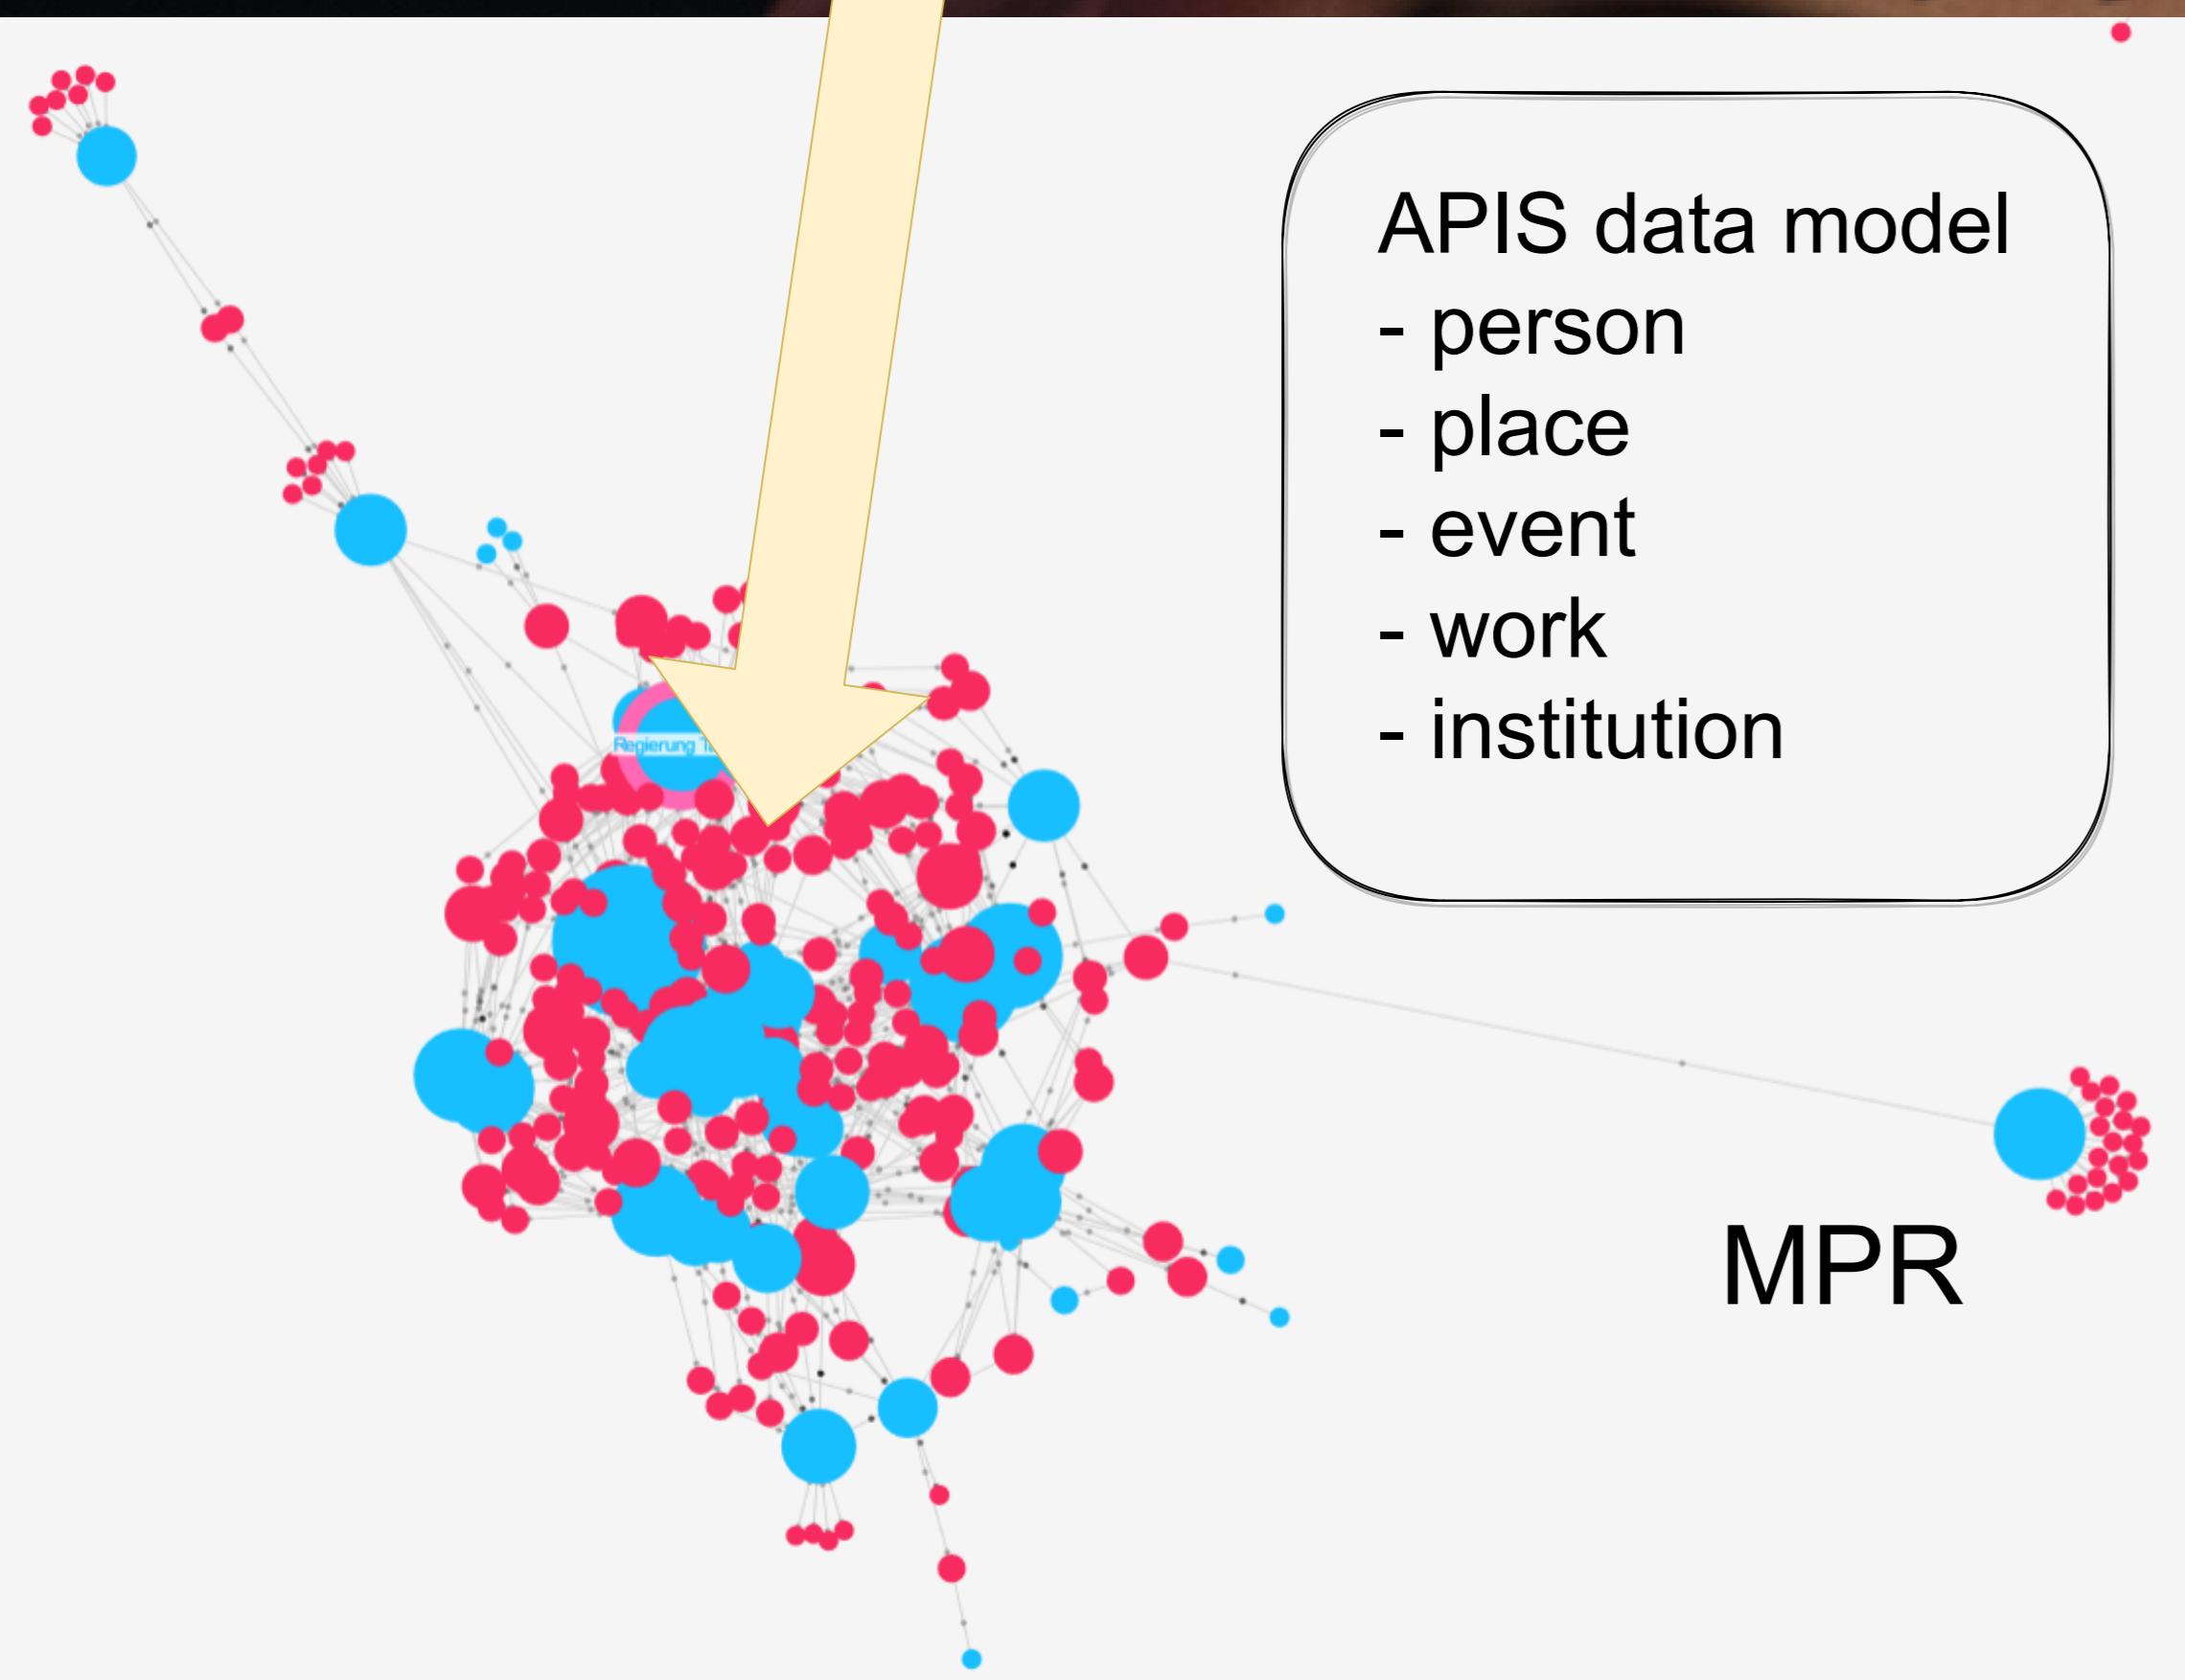 APIS data model
- person
- place
- event
- work
- institution
Regierung
MPR